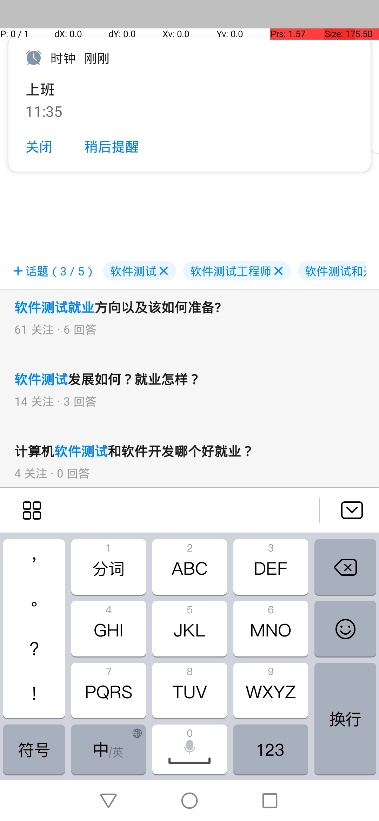 P: 0 / 1 dX: 0.0 dY: 0.0 Xv: 0.0 Yv: 0.0 Prs: 1.57 Size: 175.50
时钟 刚刚
上班
11:35
关闭 稍后提醒
+ 话题 ( 3 / 5 ) 软件测试 × 软件测试工程师 × 软件测试和
软件测试就业方向以及该如何准备?
61 关注 · 6 回答
软件测试发展如何？就业怎样？
14 关注 · 3 回答
计算机软件测试和软件开发哪个好就业？
4 关注 · 0 回答
， 1 分词 2 ABC 3 DEF
。 4 GHI 5 JKL 6 MNO
？
！ 7 PQRS 8 TUV 9 WXYZ 换行
符号 中/英 0 123